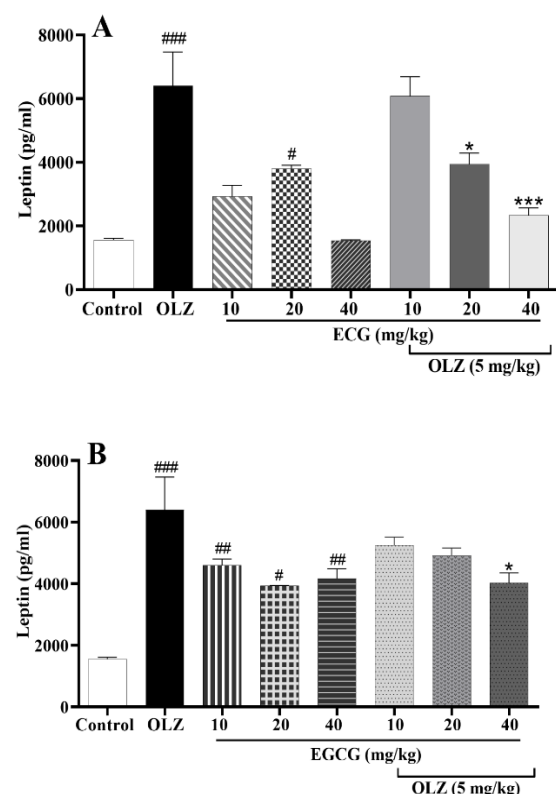 A
8000
6000
4000
2000
0
Leptin (pg/ml)
###
#
*
***
Control OLZ 10 20 40 10 20 40
ECG (mg/kg)
OLZ (5 mg/kg)
B
8000
6000
4000
2000
0
Leptin (pg/ml)
###
##
#
##
*
Control OLZ 10 20 40 10 20 40
EGCG (mg/kg)
OLZ (5 mg/kg)